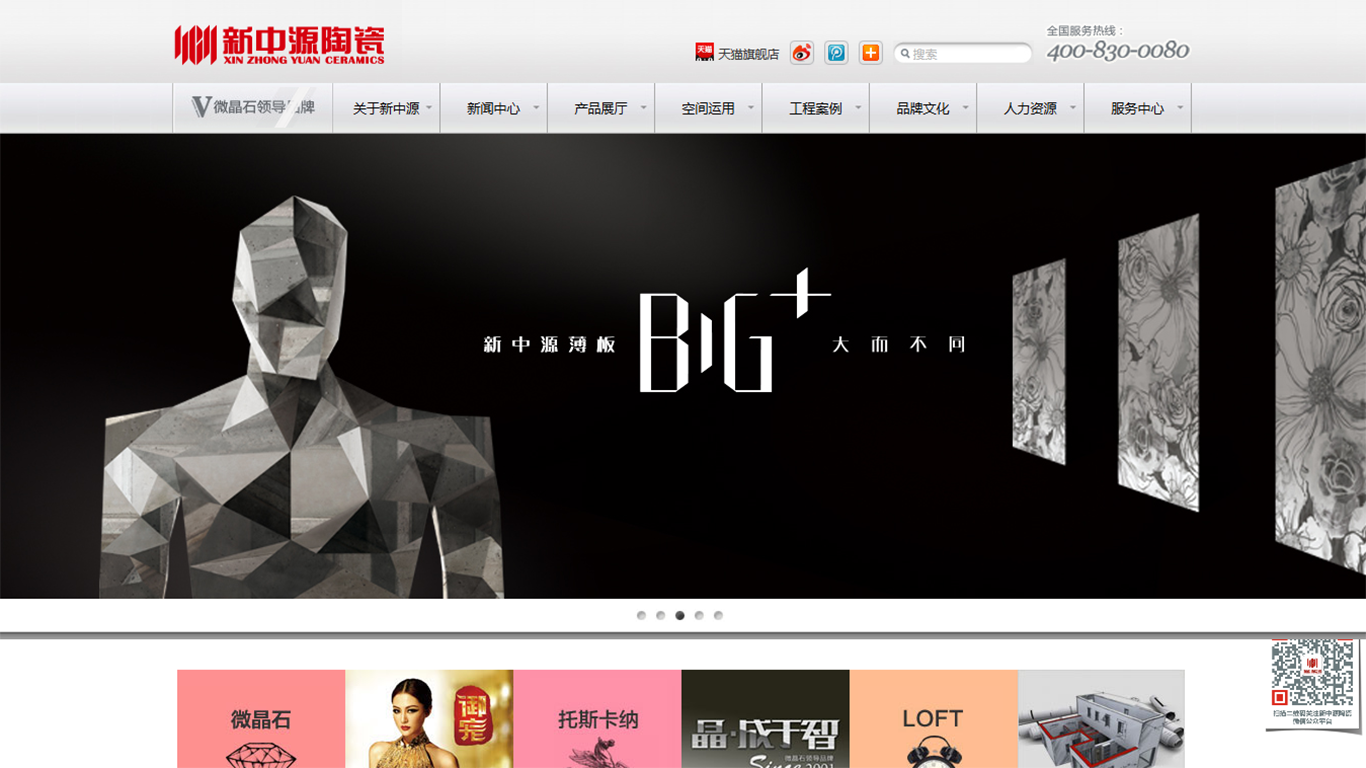 新中源陶瓷
XIN ZHONG YUAN CERAMICS
天猫
天猫旗舰店
搜索
全国服务热线：
400-830-0080
V微晶石领导品牌
关于新中源
新闻中心
产品展厅
空间运用
工程案例
品牌文化
人力资源
服务中心
新中源薄板
BIG+
大而不同
微晶石
御宠
托斯卡纳
晶·成于智
微晶石领导品牌
Since 2001
LOFT
扫描二维码关注新中源陶瓷
微信公众平台